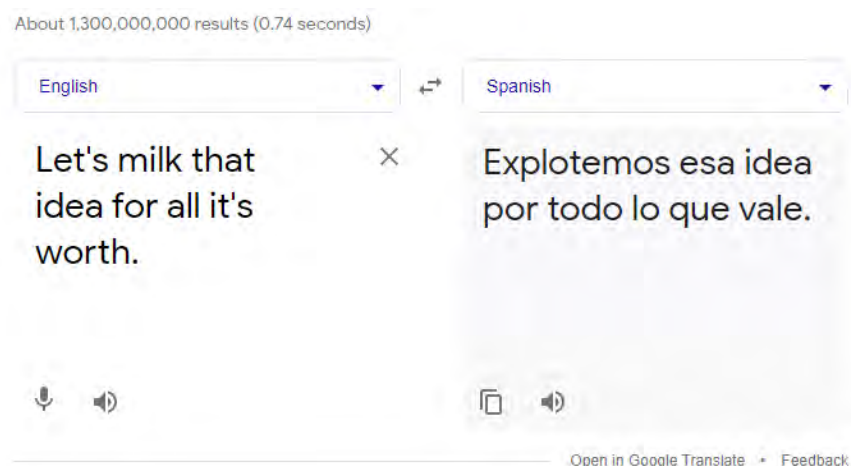 About 1,300,000,000 results (0.74 seconds)
English
Spanish
Let's milk that
idea for all it's
worth.
Explotemos esa idea
por todo lo que vale.
Open in Google Translate • Feedback